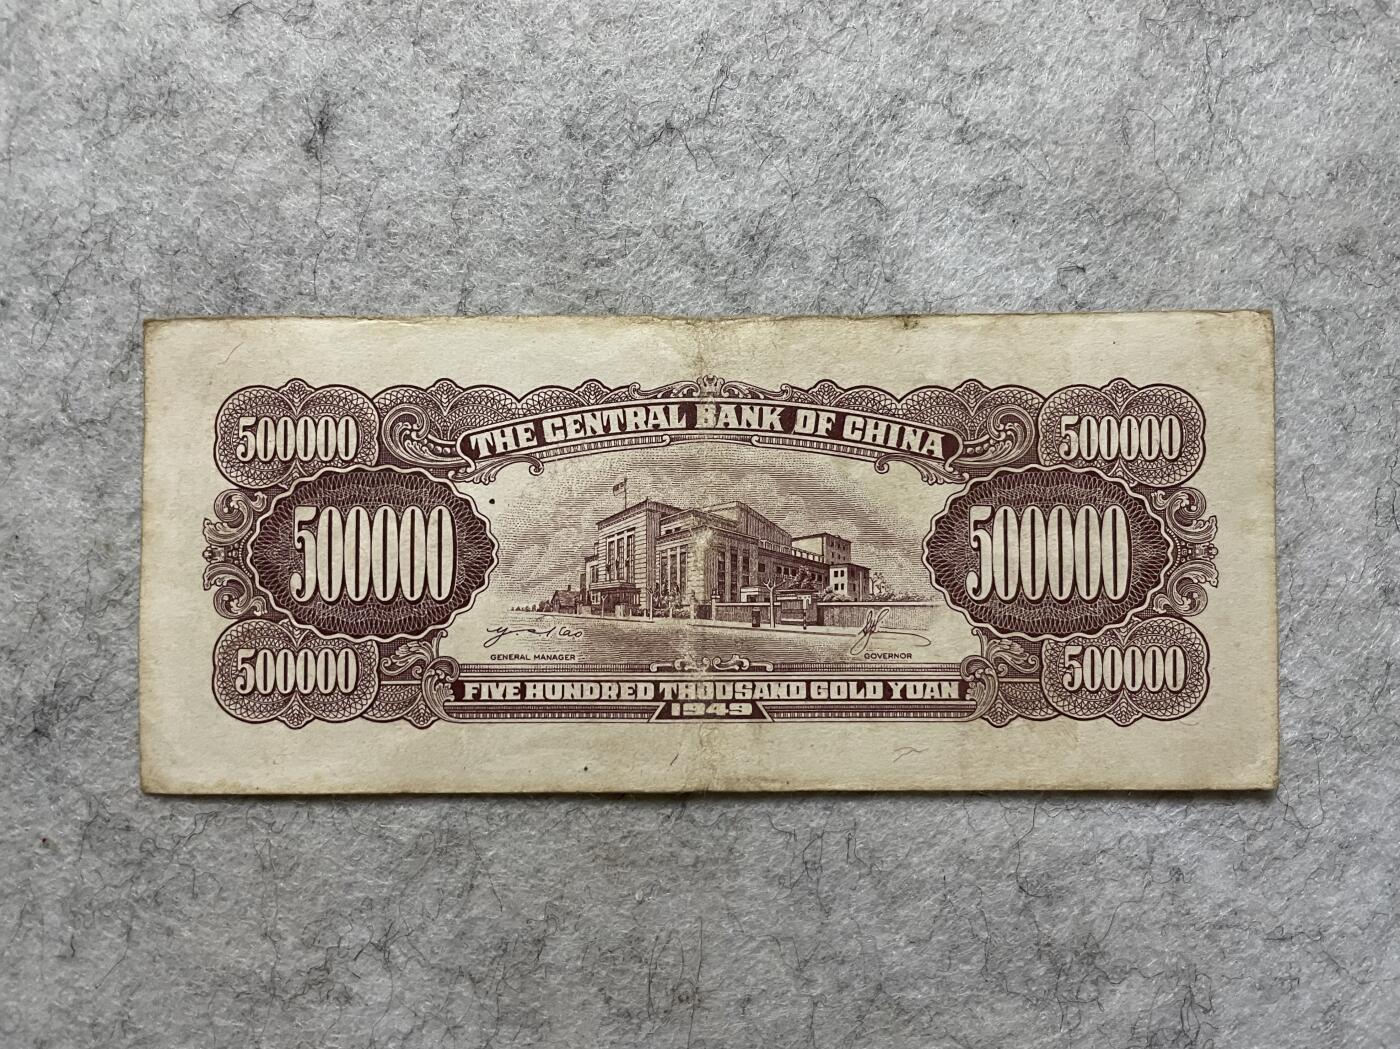 THE CENTRAL BANK OF CHINA
500000
500000
500000
500000
GENERAL MANAGER
GOVERNOR
500000
500000
FIVE HUNDRED THOUSAND GOLD YUAN
1949